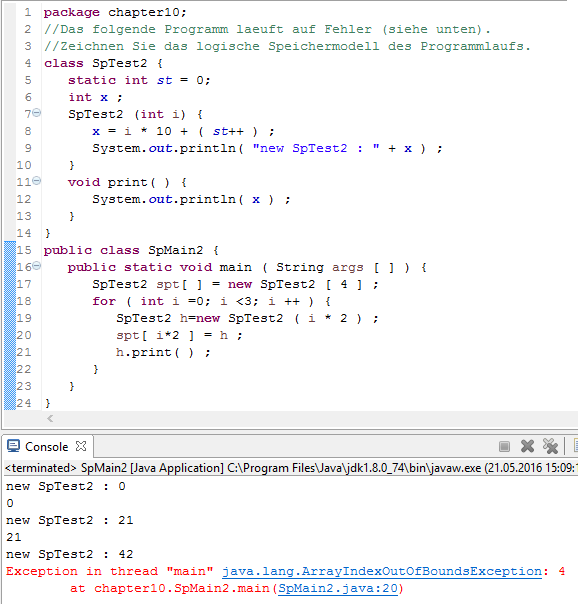 1 package chapter10;
2 //Das folgende Programm laeuft auf Fehler (siehe unten).
3 //Zeichnen Sie das logische Speichermodell des Programmlaufs.
4 class SpTest2 {
5 static int st = 0;
6 int x ;
7 SpTest2 (int i) {
8 x = i * 10 + ( st++ ) ;
9 System.out.println( "new SpTest2 : " + x ) ;
10 }
11 void print( ) {
12 System.out.println( x ) ;
13 }
14 }
15 public class SpMain2 {
16 public static void main ( String args [ ] ) {
17 SpTest2 spt[ ] = new SpTest2 [ 4 ] ;
18 for ( int i =0; i <3; i ++ ) {
19 SpTest2 h=new SpTest2 ( i * 2 ) ;
20 spt[ i*2 ] = h ;
21 h.print( ) ;
22 }
23 }
24 }
Console
<terminated> SpMain2 [Java Application] C:\Program Files\Java\jdk1.8.0_74\bin\javaw.exe (21.05.2016 15:09:
new SpTest2 : 0
0
new SpTest2 : 21
21
new SpTest2 : 42
Exception in thread "main" java.lang.ArrayIndexOutOfBoundsException: 4
at chapter10.SpMain2.main(SpMain2.java:20)